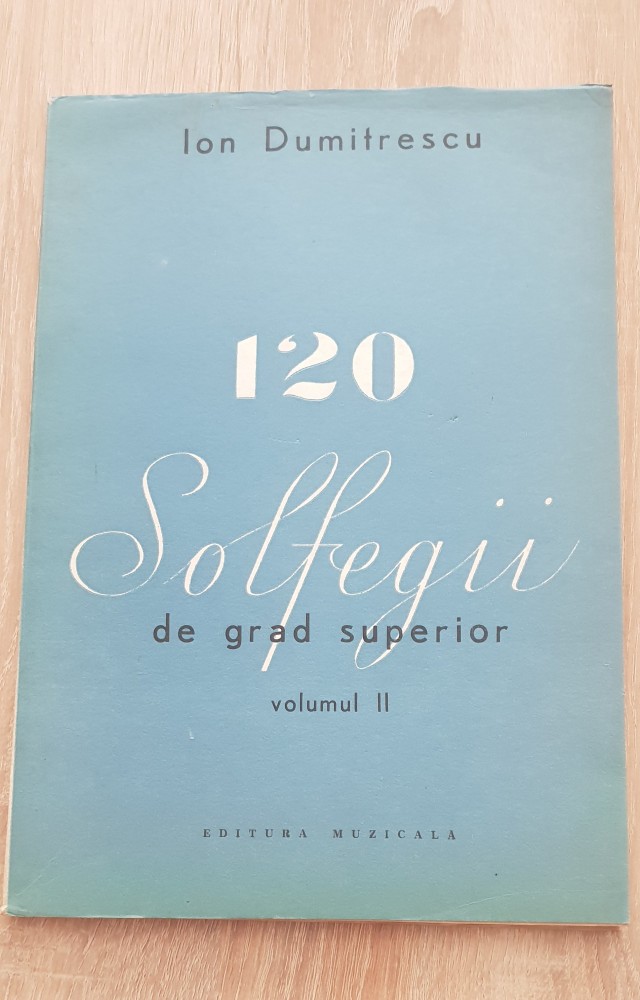 Ion Dumitrescu
120
Solfegii
de grad superior
volumul II
EDITURA MUZICALA